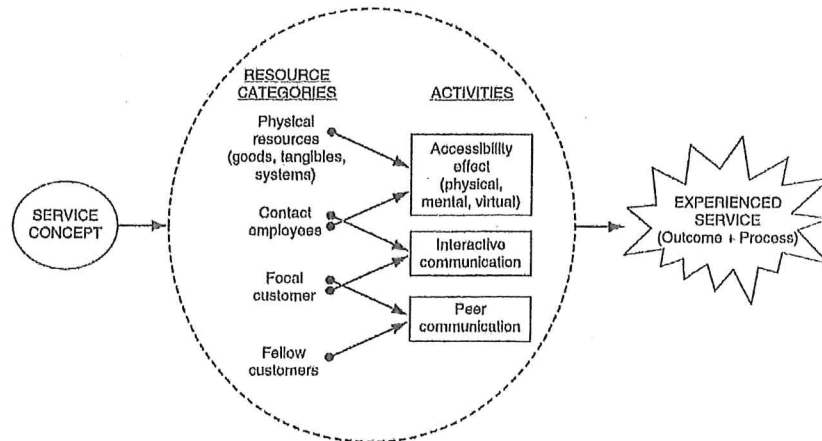 RESOURCE
CATEGORIES
Physical
resources
(goods, tangibles,
systems)
Contact
employees
Focal
customer
Fellow
customers
ACTIVITIES
Accessibility
effect
(physical,
mental, virtual)
Interactive
communication
Peer
communication
SERVICE
CONCEPT
EXPERIENCED
SERVICE
(Outcome + Process)